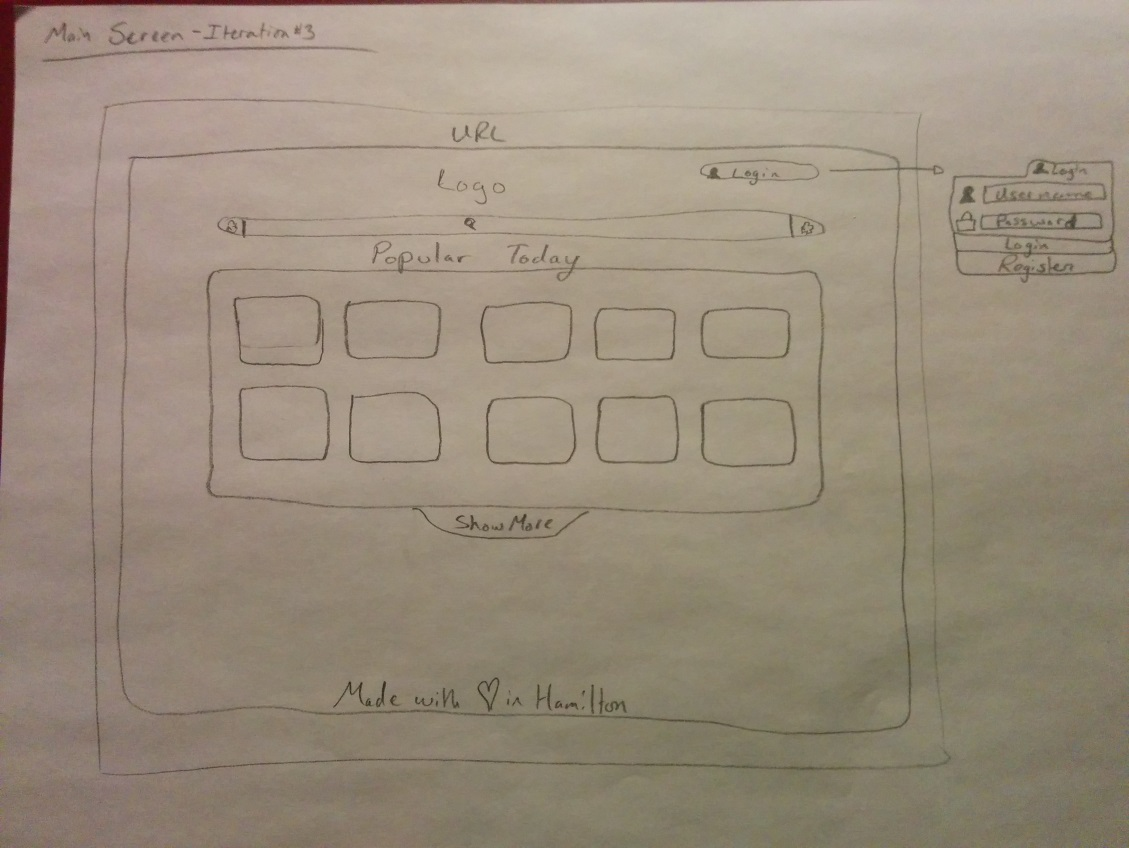 Main Screen - Iteration #3
URL
Login
Logo
Popular Today
Show More
Made with ♡ in Hamilton
Login
Username
Password
Login
Register